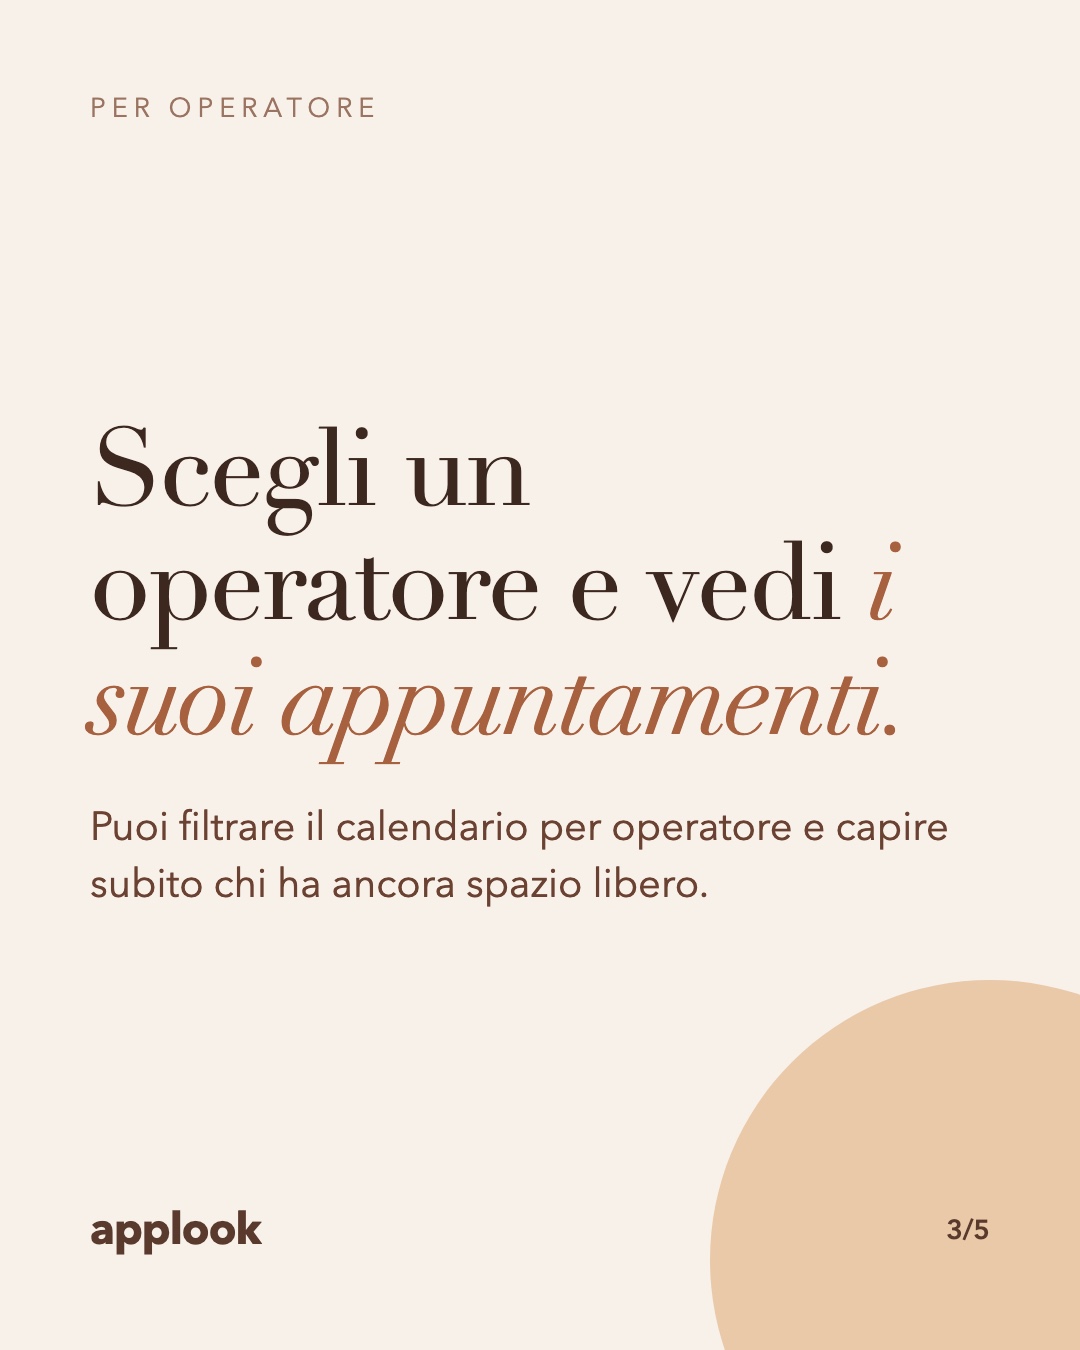 PER OPERATORE
Scegli un
operatore e vedi i
suoi appuntamenti.
Puoi filtrare il calendario per operatore e capire
subito chi ha ancora spazio libero.
applook
3/5